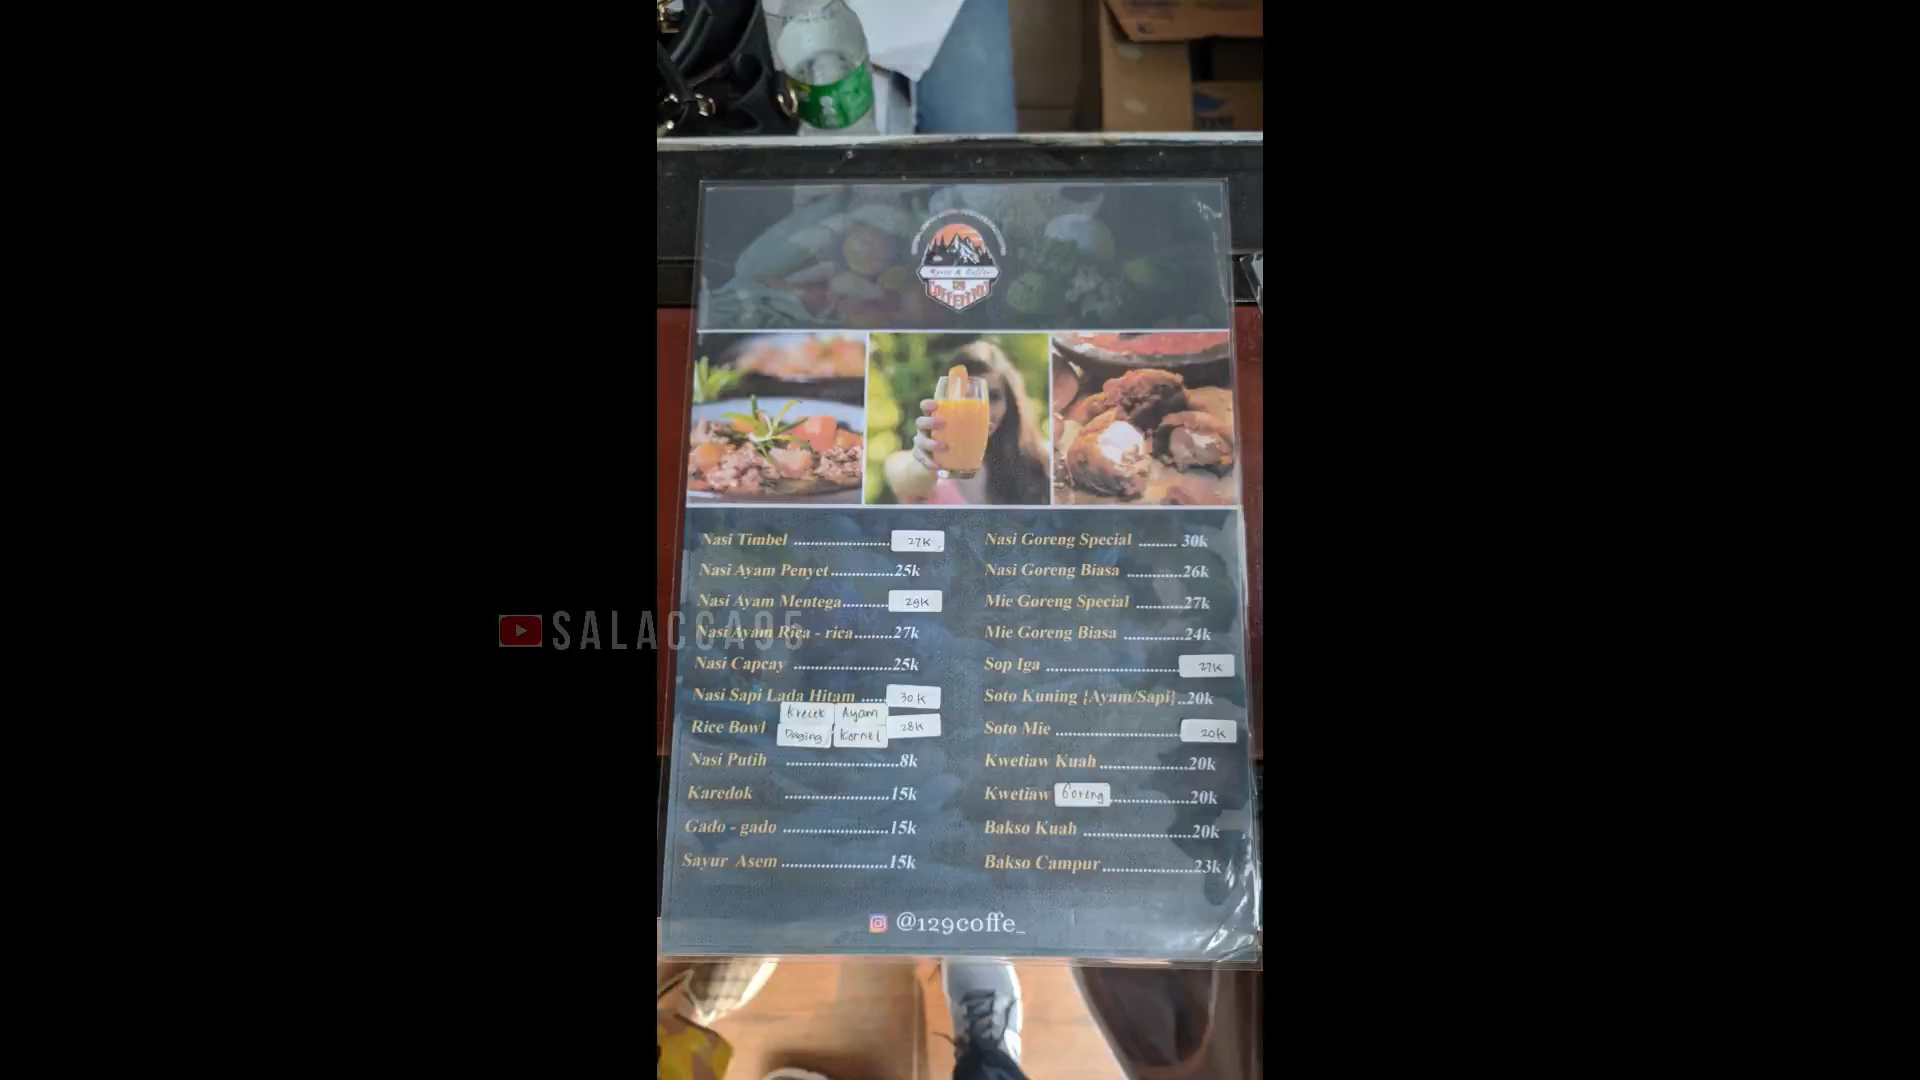 129
Nasi Timbel ........................ 27K
Nasi Ayam Penyet...............25k
Nasi Ayam Mentega........... 29K
Nasi Ayam Rica - rica.........27k
Nasi Capcay .........................25k
Nasi Sapi Lada Hitam ...... 30K
Rice Bowl Krecek Ayam Daging Kornel 28K
Nasi Putih ...........................8k
Karedok .........................15k
Gado - gado .........................15k
Sayur Asem ..........................15k
Nasi Goreng Special ......... 30k
Nasi Goreng Biasa .............26k
Mie Goreng Special ............27k
Mie Goreng Biasa ...............24k
Sop Iga .................................. 27K
Soto Kuning {Ayam/Sapi}..20k
Soto Mie ............................... 20K
Kwetiaw Kuah .....................20k
Kwetiaw Goreng...................20k
Bakso Kuah ..........................20k
Bakso Campur......................23k
@129coffe_
SALACCA95